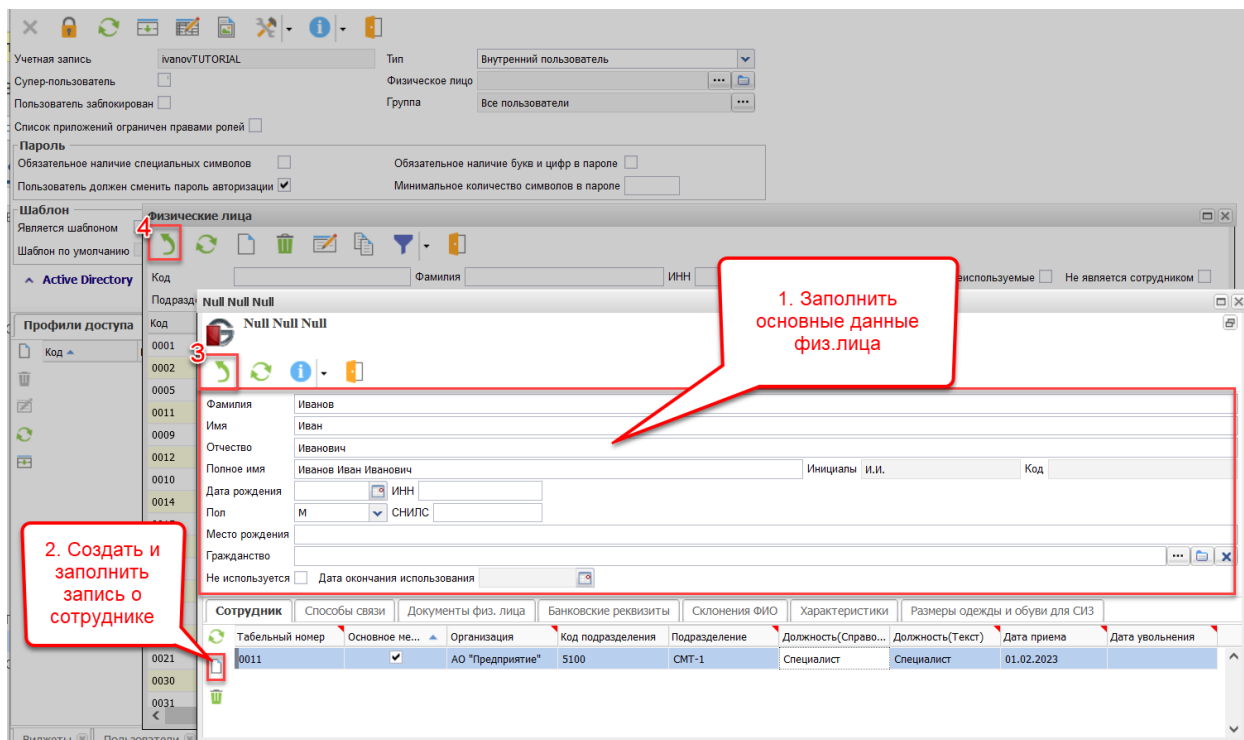 Учетная запись ivanovTUTORIAL Тип Внутренний пользователь
Супер-пользователь Физическое лицо
Пользователь заблокирован Группа Все пользователи
Список приложений ограничен правами ролей
Пароль
Обязательное наличие специальных символов Обязательное наличие букв и цифр в пароле
Пользователь должен сменить пароль авторизации Минимальное количество символов в пароле
Шаблон
Является шаблоном
Шаблон по умолчанию
Active Directory
Профили доступа
Код
Физические лица
4
Код Фамилия ИНН Не является сотрудником
Код
0001
0002
0005
0011
0009
0012
0010
0014
0021
0030
0031
Null Null Null
Null Null Null
3
1. Заполнить
основные данные
физ.лица
Фамилия Иванов
Имя Иван
Отчество Иванович
Полное имя Иванов Иван Иванович Инициалы И.И. Код
Дата рождения ИНН
Пол М СНИЛС
Место рождения
Гражданство
Не используется Дата окончания использования
2. Создать и
заполнить
запись о
сотруднике
Сотрудник Способы связи Документы физ. лица Банковские реквизиты Склонения ФИО Характеристики Размеры одежды и обуви для СИЗ
Табельный номер Основное ме... Организация Код подразделения Подразделение Должность(Справо... Должность(Текст) Дата приема Дата увольнения
0011 АО "Предприятие" 5100 СМТ-1 Специалист Специалист 01.02.2023